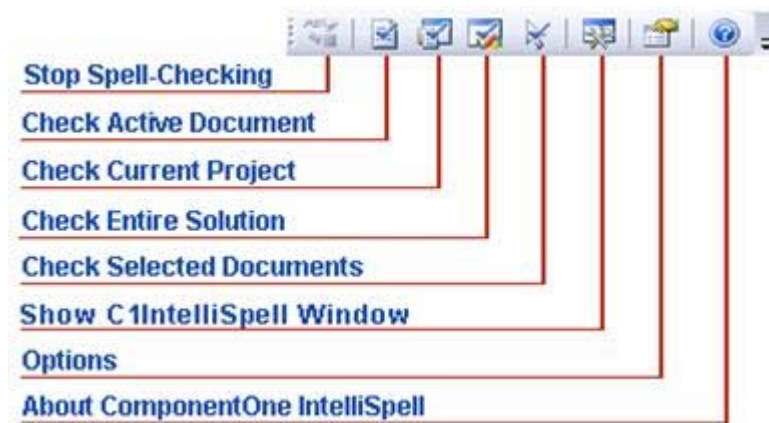 Stop Spell-Checking
Check Active Document
Check Current Project
Check Entire Solution
Check Selected Documents
Show C1IntelliSpell Window
Options
About ComponentOne IntelliSpell